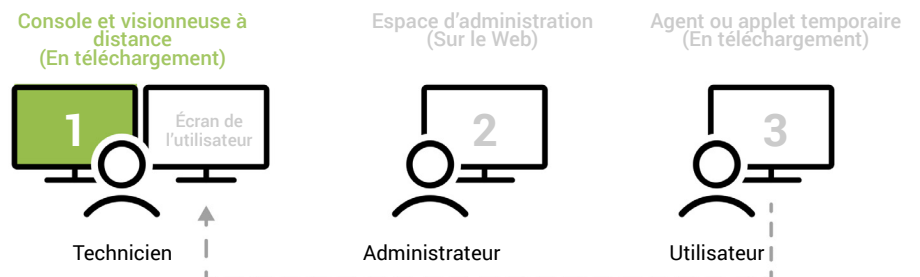 Console et visionneuse à
distance
(En téléchargement)
Espace d'administration
(Sur le Web)
Agent ou applet temporaire
(En téléchargement)
1
Écran de
l'utilisateur
2
3
Technicien
Administrateur
Utilisateur